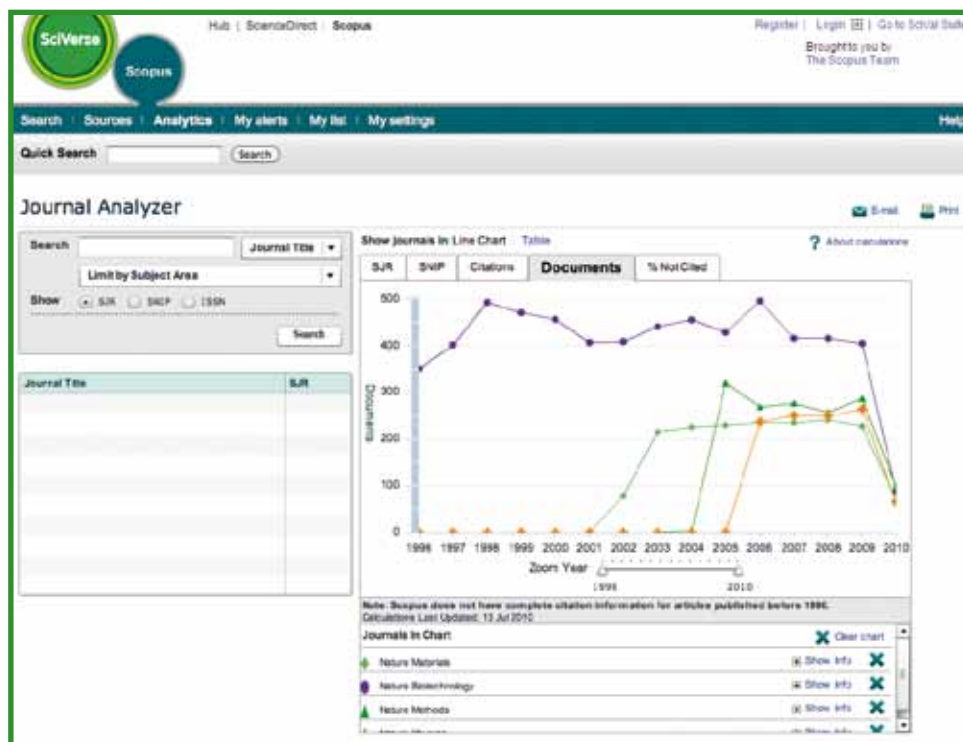 SciVerse
Scopus
Hub | ScienceDirect | Scopus
Register | Login | Go to SciVal Suite
Brought to you by
The Scopus Team
Search | Sources | Analytics | My alerts | My list | My settings
Help
Quick Search
Search
Journal Analyzer
E-mail Print
Search
Journal Title
Limit by Subject Area
Show SJR SNIP ISSN
Search
Journal Title SJR
Show journals in: Line Chart Table
? About calculations
SJR SNIP Citations Documents % Not Cited
Documents
500
400
300
200
100
0
1996 1997 1998 1999 2000 2001 2002 2003 2004 2005 2006 2007 2008 2009 2010
Zoom Year
1996 2010
Note: Scopus does not have complete citation information for articles published before 1996.
Calculations Last Updated: 13 Jul 2010
Journals in Chart
Clear chart
Nature Materials Show info
Nature Biotechnology Show info
Nature Methods Show info